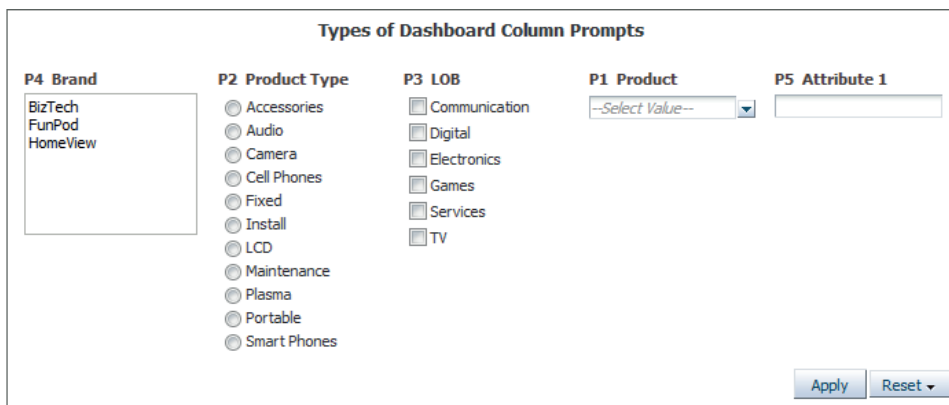 Types of Dashboard Column Prompts
P4 Brand
BizTech
FunPod
HomeView
P2 Product Type
Accessories
Audio
Camera
Cell Phones
Fixed
Install
LCD
Maintenance
Plasma
Portable
Smart Phones
P3 LOB
Communication
Digital
Electronics
Games
Services
TV
P1 Product
--Select Value--
P5 Attribute 1
Apply
Reset